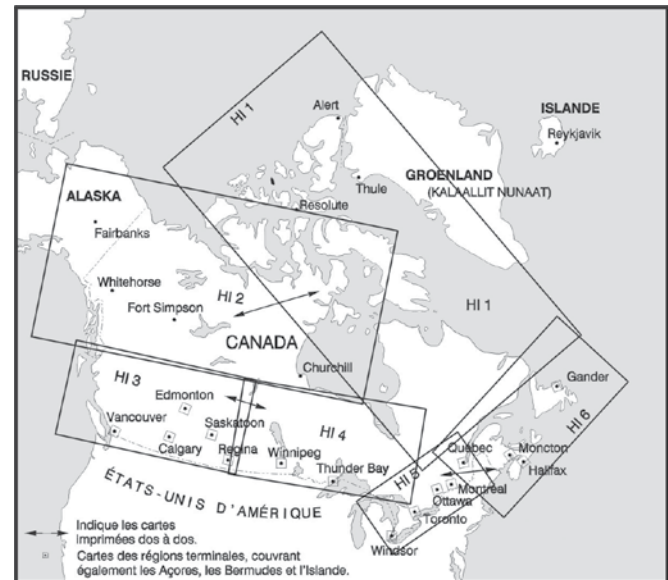 RUSSIE
HI 1
Alert
ISLANDE
Reykjavik
Thule
GROENLAND
(KALAALLIT NUNAAT)
ALASKA
Resolute
Fairbanks
Whitehorse
HI 2
Fort Simpson
HI 1
CANADA
Churchill
HI 3
Edmonton
Gander
HI 6
Vancouver
Saskatoon
HI 4
Calgary
Regina
Winnipeg
Thunder Bay
Québec
Moncton
Halifax
HI 5
Montréal
Ottawa
Toronto
Windsor
ÉTATS-UNIS D'AMÉRIQUE
Indique les cartes
Imprimées dos à dos.
Cartes des régions terminales, couvrant
également les Açores, les Bermudes et l'Islande.